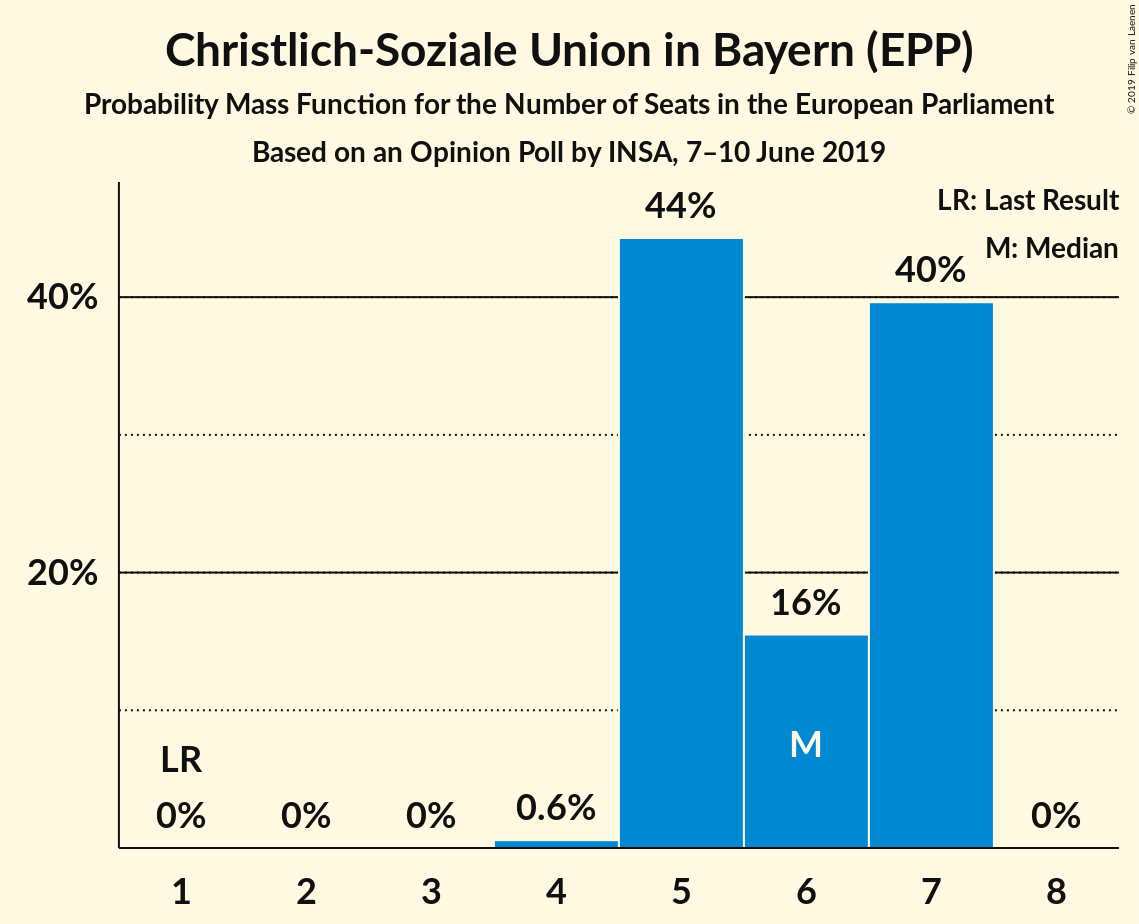 Christlich-Soziale Union in Bayern (EPP)
Probability Mass Function for the Number of Seats in the European Parliament
Based on an Opinion Poll by INSA, 7–10 June 2019
© 2019 Filip van Laenen
LR: Last Result
M: Median
44%
40%
40%
20%
16%
M
LR
0%
0%
0%
0.6%
0%
1
2
3
4
5
6
7
8